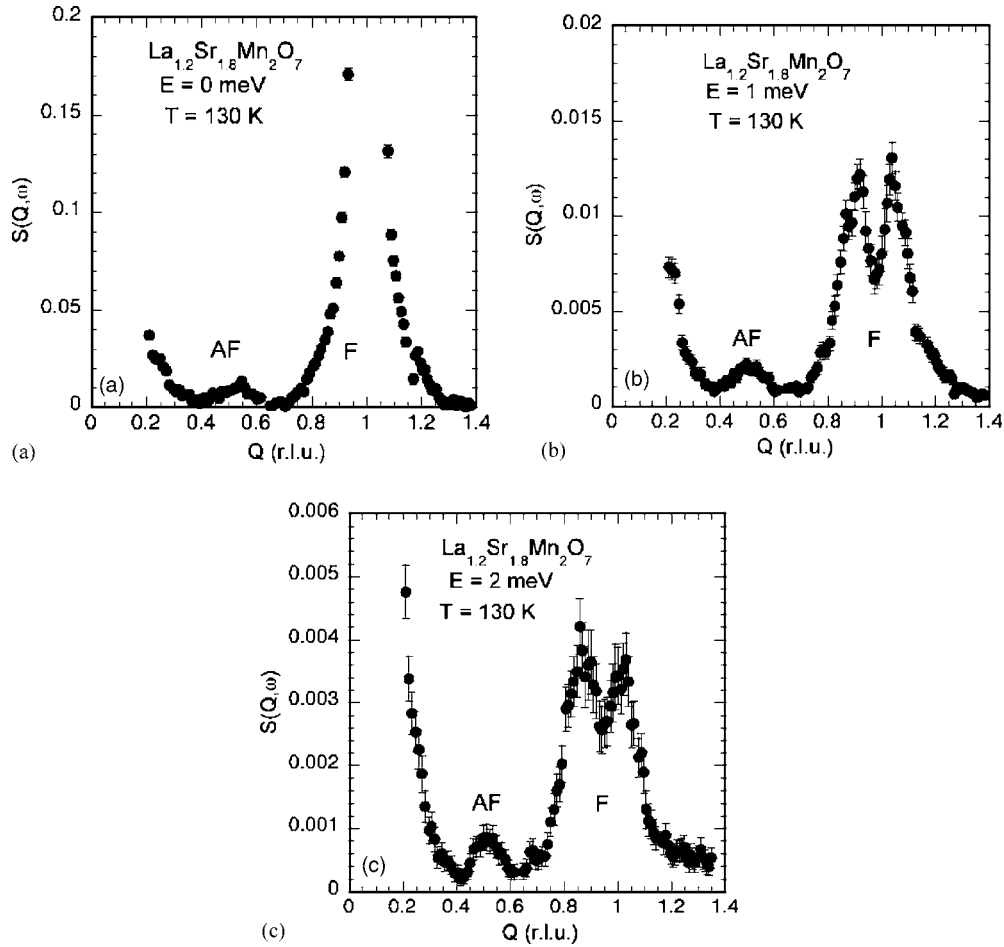 0.2
La1.2Sr1.8Mn2O7
E = 0 meV
T = 130 K
0.15
S(Q,ω)
0.1
0.05
AF
F
(a)
0
0 0.2 0.4 0.6 0.8 1 1.2 1.4
Q (r.l.u.)
(a)
0.02
La1.2Sr1.8Mn2O7
E = 1 meV
T = 130 K
0.015
S(Q,ω)
0.01
0.005
AF
F
(b)
0
0 0.2 0.4 0.6 0.8 1 1.2 1.4
Q (r.l.u.)
(b)
0.006
La1.2Sr1.8Mn2O7
E = 2 meV
T = 130 K
0.005
0.004
S(Q,ω)
0.003
0.002
AF
F
0.001
(c)
0
0 0.2 0.4 0.6 0.8 1 1.2 1.4
Q (r.l.u.)
(c)